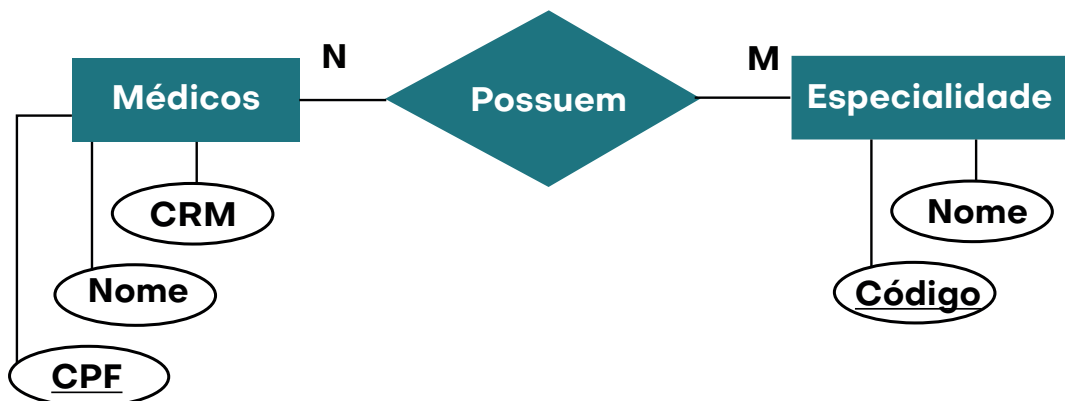 N
M
Médicos
Possuem
Especialidade
CRM
Nome
Nome
Código
CPF